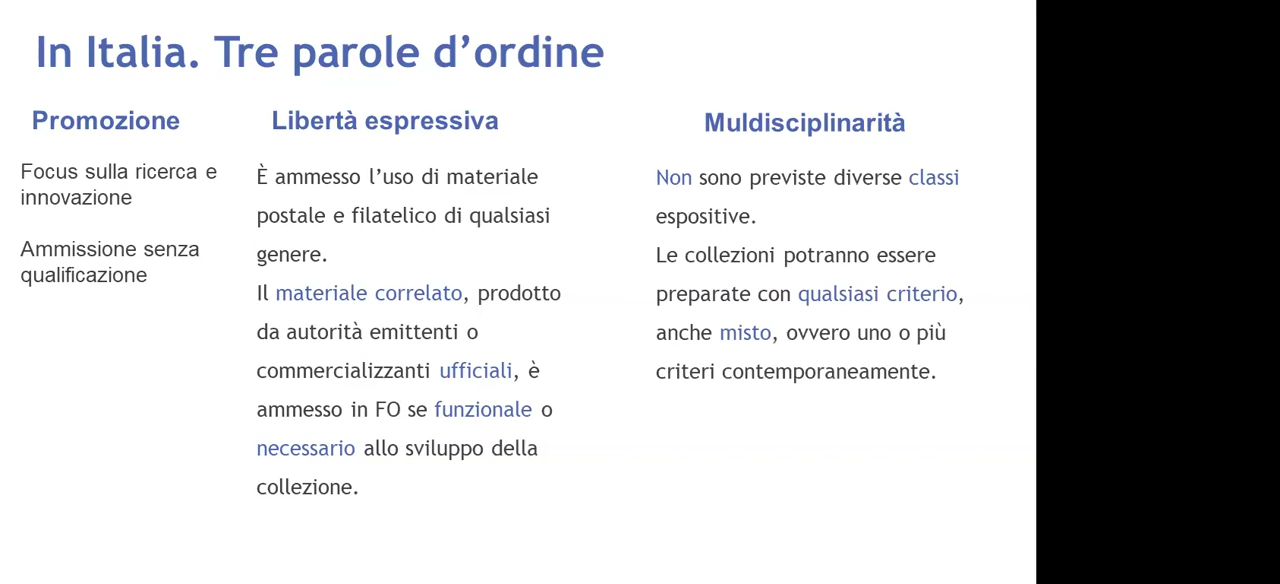 In Italia. Tre parole d’ordine
Promozione
Focus sulla ricerca e
innovazione
Ammissione senza
qualificazione
Libertà espressiva
È ammesso l’uso di materiale
postale e filatelico di qualsiasi
genere.
Il materiale correlato, prodotto
da autorità emittenti o
commercializzanti ufficiali, è
ammesso in FO se funzionale o
necessario allo sviluppo della
collezione.
Muldisciplinarità
Non sono previste diverse classi
espositive.
Le collezioni potranno essere
preparate con qualsiasi criterio,
anche misto, ovvero uno o più
criteri contemporaneamente.